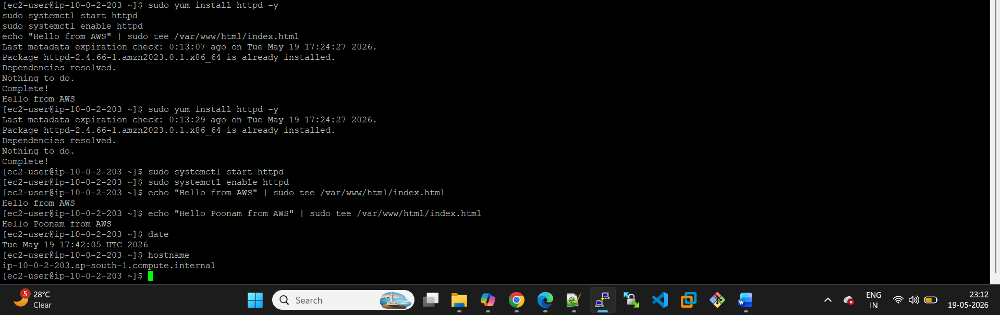 [ec2-user@ip-10-0-2-203 ~]$ sudo yum install httpd -y
sudo systemctl start httpd
sudo systemctl enable httpd
echo "Hello from AWS" | sudo tee /var/www/html/index.html
Last metadata expiration check: 0:13:07 ago on Tue May 19 17:24:27 2026.
Package httpd-2.4.66-1.amzn2023.0.1.x86_64 is already installed.
Dependencies resolved.
Nothing to do.
Complete!
Hello from AWS
[ec2-user@ip-10-0-2-203 ~]$ sudo yum install httpd -y
Last metadata expiration check: 0:13:29 ago on Tue May 19 17:24:27 2026.
Package httpd-2.4.66-1.amzn2023.0.1.x86_64 is already installed.
Dependencies resolved.
Nothing to do.
Complete!
[ec2-user@ip-10-0-2-203 ~]$ sudo systemctl start httpd
[ec2-user@ip-10-0-2-203 ~]$ sudo systemctl enable httpd
[ec2-user@ip-10-0-2-203 ~]$ echo "Hello from AWS" | sudo tee /var/www/html/index.html
Hello from AWS
[ec2-user@ip-10-0-2-203 ~]$ echo "Hello Poonam from AWS" | sudo tee /var/www/html/index.html
Hello Poonam from AWS
[ec2-user@ip-10-0-2-203 ~]$ date
Tue May 19 17:42:05 UTC 2026
[ec2-user@ip-10-0-2-203 ~]$ hostname
ip-10-0-2-203.ap-south-1.compute.internal
[ec2-user@ip-10-0-2-203 ~]$
5
28°C
Clear
Search
W
ENG
IN
23:12
19-05-2026